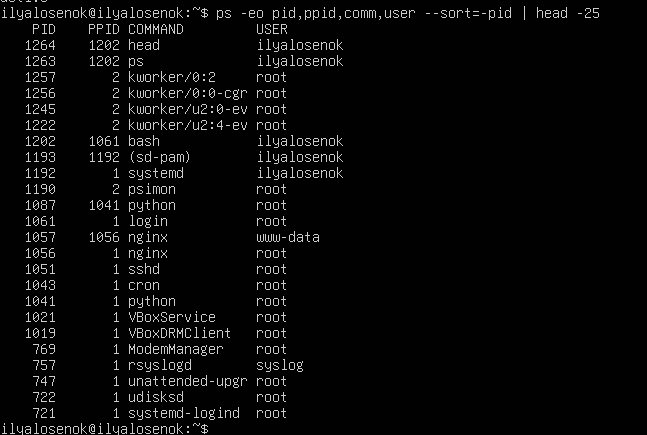 ilyalosenok@ilyalosenok:~$ ps -eo pid,ppid,comm,user --sort=-pid | head -25
    PID    PPID COMMAND         USER
   1264    1202 head            ilyalosenok
   1263    1202 ps              ilyalosenok
   1257       2 kworker/0:2     root
   1256       2 kworker/0:0-cgr root
   1245       2 kworker/u2:0-ev root
   1222       2 kworker/u2:4-ev root
   1202    1061 bash            ilyalosenok
   1193    1192 (sd-pam)        ilyalosenok
   1192       1 systemd         ilyalosenok
   1190       2 psimon          root
   1087    1041 python          root
   1061       1 login           root
   1057    1056 nginx           www-data
   1056       1 nginx           root
   1051       1 sshd            root
   1043       1 cron            root
   1041       1 python          root
   1021       1 VBoxService     root
   1019       1 VBoxDRMClient   root
    769       1 ModemManager    root
    757       1 rsyslogd        syslog
    747       1 unattended-upgr root
    722       1 udisksd         root
    721       1 systemd-logind  root
ilyalosenok@ilyalosenok:~$